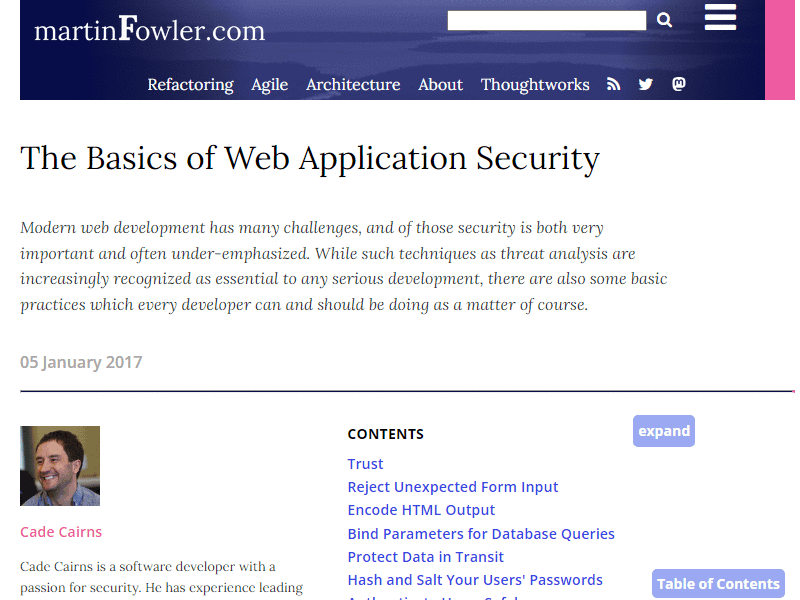 martinFowler.com
Refactoring Agile Architecture About Thoughtworks
The Basics of Web Application Security
Modern web development has many challenges, and of those security is both very
important and often under-emphasized. While such techniques as threat analysis are
increasingly recognized as essential to any serious development, there are also some basic
practices which every developer can and should be doing as a matter of course.
05 January 2017
Cade Cairns
Cade Cairns is a software developer with a
passion for security. He has experience leading
CONTENTS
expand
Trust
Reject Unexpected Form Input
Encode HTML Output
Bind Parameters for Database Queries
Protect Data in Transit
Hash and Salt Your Users' Passwords
Table of Contents